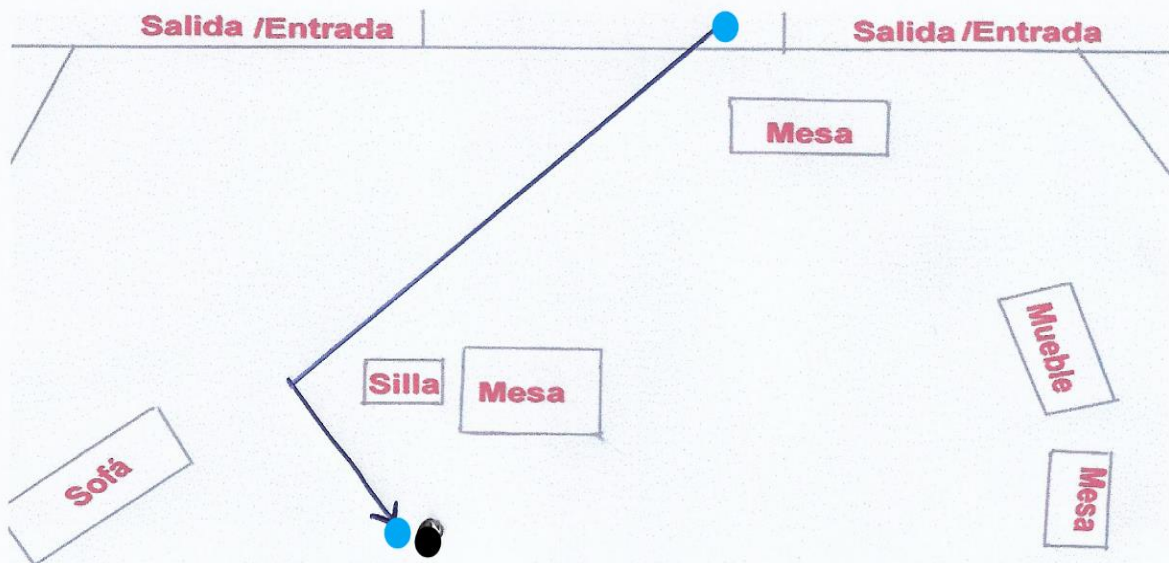 Salida /Entrada
Salida /Entrada
Mesa
Mueble
Silla
Mesa
Sofá
Mesa